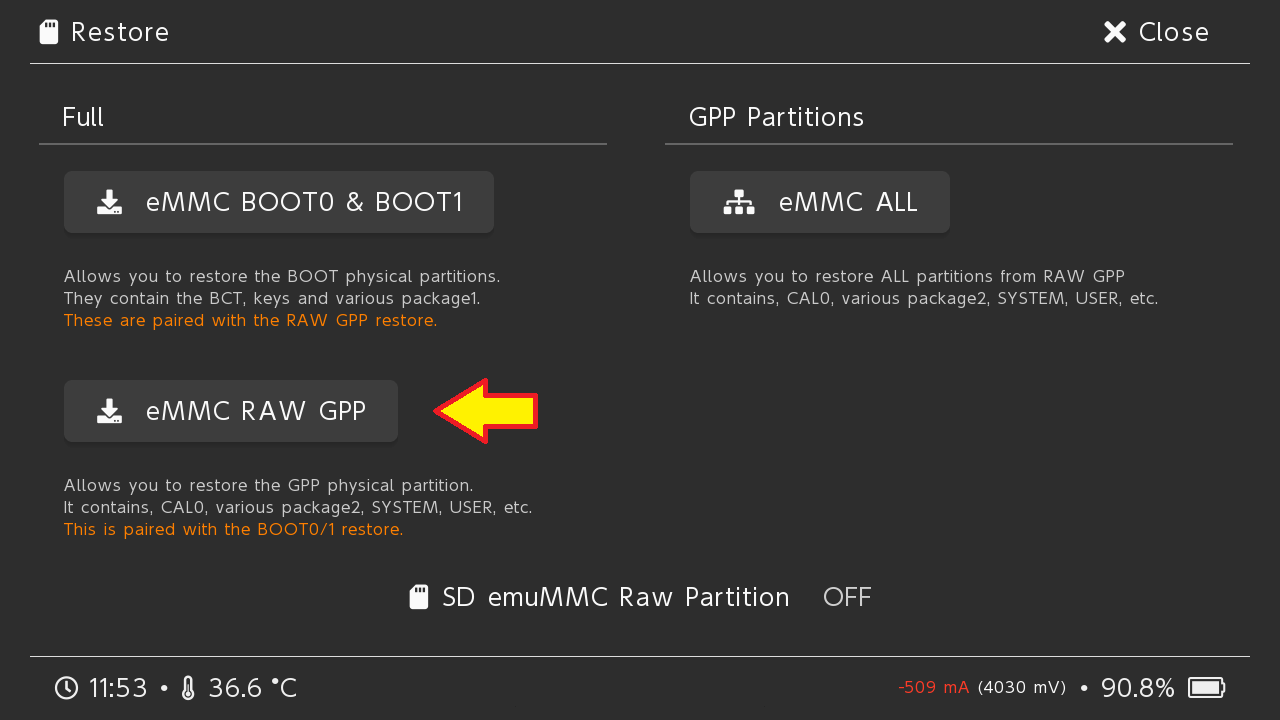 Restore
Close
Full
eMMC BOOT0 & BOOT1
Allows you to restore the BOOT physical partitions.
They contain the BCT, keys and various package1.
These are paired with the RAW GPP restore.
eMMC RAW GPP
Allows you to restore the GPP physical partition.
It contains, CAL0, various package2, SYSTEM, USER, etc.
This is paired with the BOOT0/1 restore.
GPP Partitions
eMMC ALL
Allows you to restore ALL partitions from RAW GPP
It contains, CAL0, various package2, SYSTEM, USER, etc.
SD emuMMC Raw Partition OFF
11:53 • 36.6 °C
-509 mA (4030 mV) • 90.8%